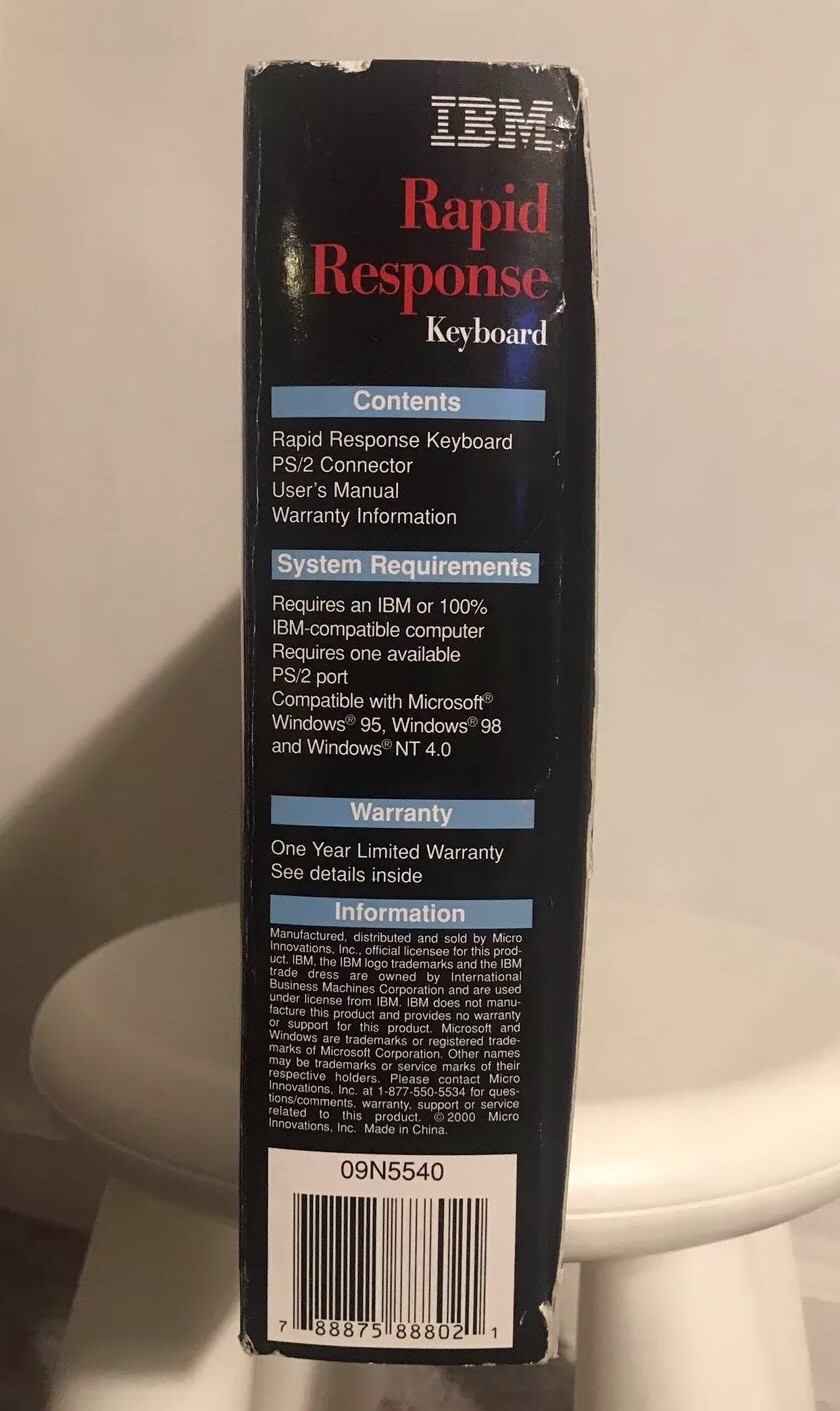 IBM
Rapid
Response
Keyboard
Contents
Rapid Response Keyboard
PS/2 Connector
User's Manual
Warranty Information
System Requirements
Requires an IBM or 100%
IBM-compatible computer
Requires one available
PS/2 port
Compatible with Microsoft®
Windows® 95, Windows® 98
and Windows® NT 4.0
Warranty
One Year Limited Warranty
See details inside
Information
Manufactured, distributed and sold by Micro
Innovations, Inc., official licensee for this prod-
uct. IBM, the IBM logo trademarks and the IBM
trade dress are owned by International
Business Machines Corporation and are used
under license from IBM. IBM does not manu-
facture this product and provides no warranty
or support for this product. Microsoft and
Windows are trademarks or registered trade-
marks of Microsoft Corporation. Other names
may be trademarks or service marks of their
respective holders. Please contact Micro
Innovations, Inc. at 1-877-550-5534 for ques-
tions/comments, warranty, support or service
related to this product. © 2000 Micro
Innovations, Inc. Made in China.
09N5540
7 88875 88802 1